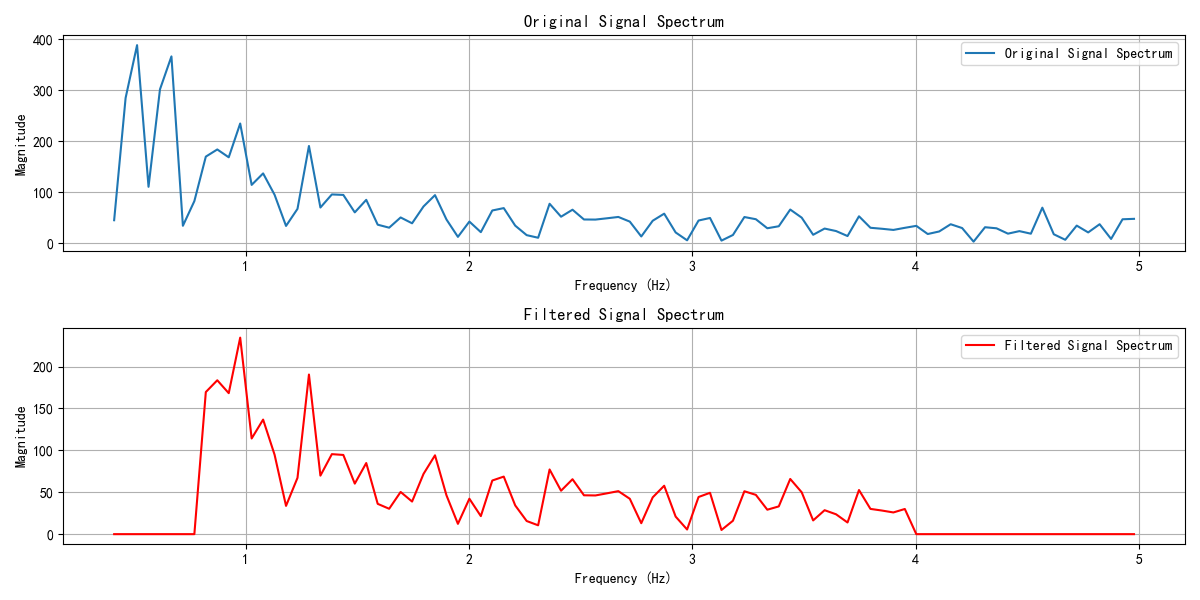 Original Signal Spectrum
400
300
200
100
0
Magnitude
Original Signal Spectrum
1 2 3 4 5
Frequency (Hz)
Filtered Signal Spectrum
200
150
100
50
0
Magnitude
Filtered Signal Spectrum
1 2 3 4 5
Frequency (Hz)